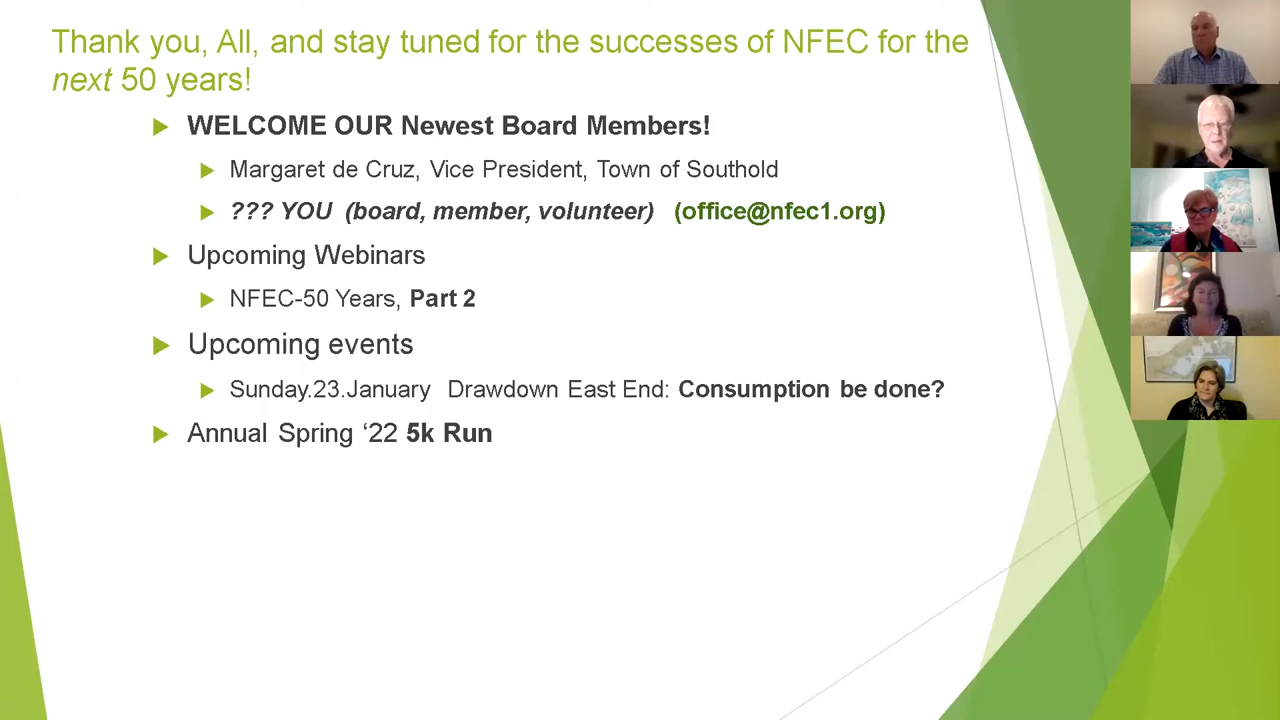 Thank you, All, and stay tuned for the successes of NFEC for the
next 50 years!
WELCOME OUR Newest Board Members!
Margaret de Cruz, Vice President, Town of Southold
??? YOU (board, member, volunteer) (office@nfec1.org)
Upcoming Webinars
NFEC-50 Years, Part 2
Upcoming events
Sunday.23.January Drawdown East End: Consumption be done?
Annual Spring ‘22 5k Run